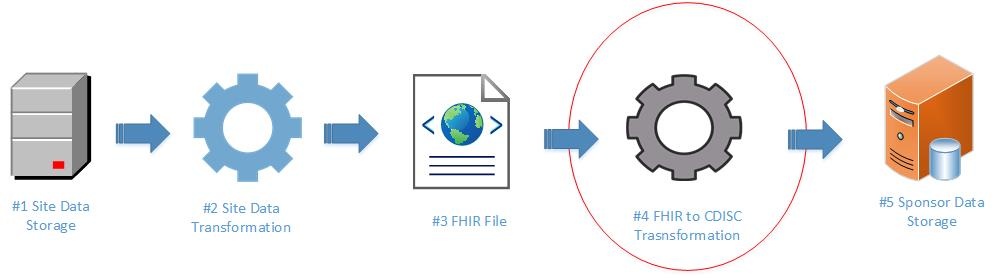 #1 Site Data
Storage
#2 Site Data
Transformation
#3 FHIR File
#4 FHIR to CDISC
Trasnsformation
#5 Sponsor Data
Storage